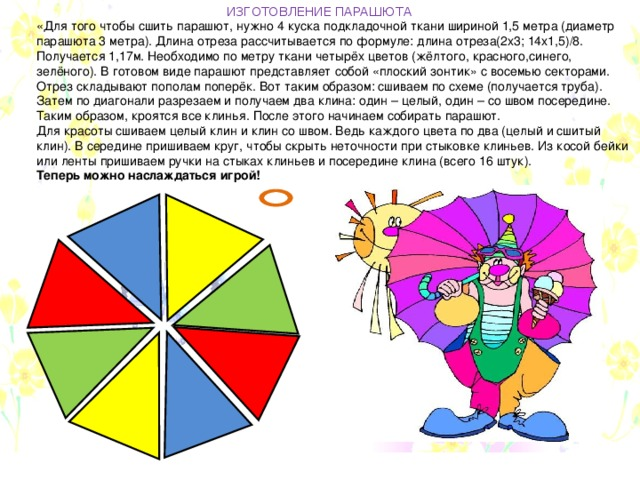 ИЗГОТОВЛЕНИЕ ПАРАШЮТА
«Для того чтобы сшить парашют, нужно 4 куска подкладочной ткани шириной 1,5 метра (диаметр
парашюта 3 метра). Длина отреза рассчитывается по формуле: длина отреза(2х3; 14х1,5)/8.
Получается 1,17м. Необходимо по метру ткани четырёх цветов (жёлтого, красного,синего,
зелёного). В готовом виде парашют представляет собой «плоский зонтик» с восемью секторами.
Отрез складывают пополам поперёк. Вот таким образом: сшиваем по схеме (получается труба).
Затем по диагонали разрезаем и получаем два клина: один – целый, один – со швом посередине.
Таким образом, кроятся все клинья. После этого начинаем собирать парашют.
Для красоты сшиваем целый клин и клин со швом. Ведь каждого цвета по два (целый и сшитый
клин). В середине пришиваем круг, чтобы скрыть неточности при стыковке клиньев. Из косой бейки
или ленты пришиваем ручки на стыках клиньев и посередине клина (всего 16 штук).
Теперь можно наслаждаться игрой!